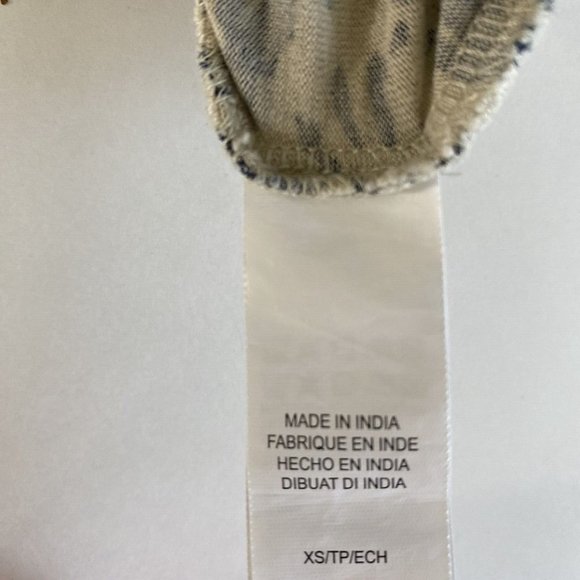 MADE IN INDIA
FABRIQUE EN INDE
HECHO EN INDIA
DIBUAT DI INDIA
XS/TP/ECH